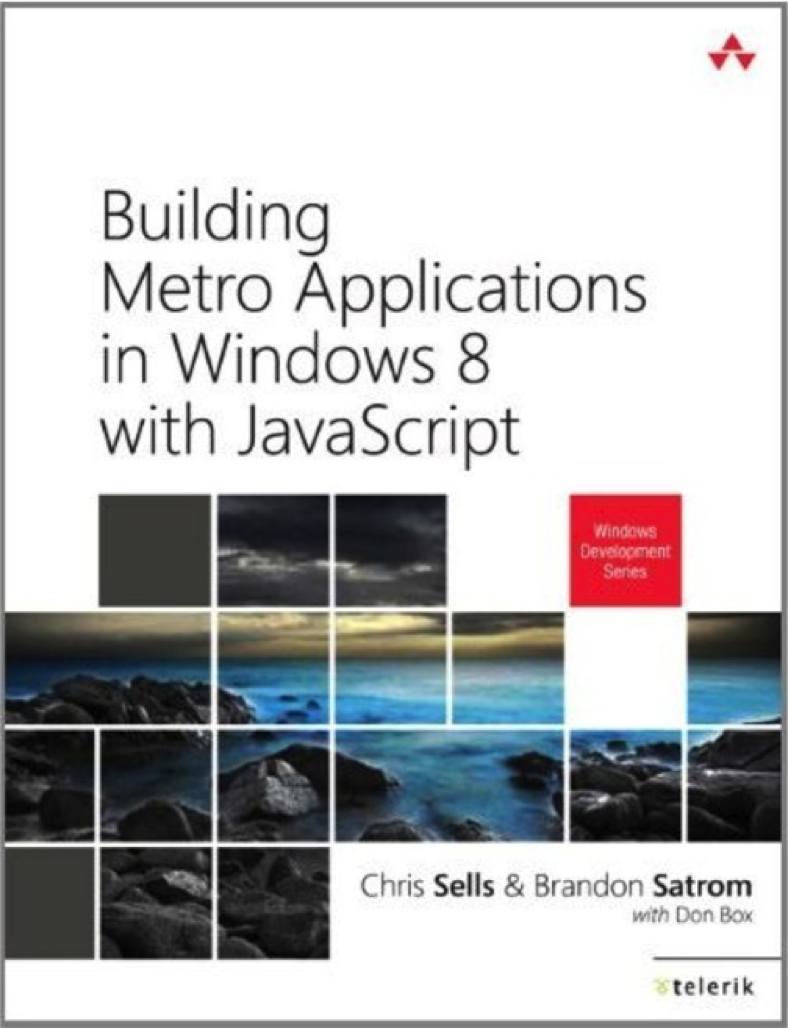 Building
Metro Applications
in Windows 8
with JavaScript
Windows
Development
Series
Chris Sells & Brandon Satrom
with Don Box
telerik